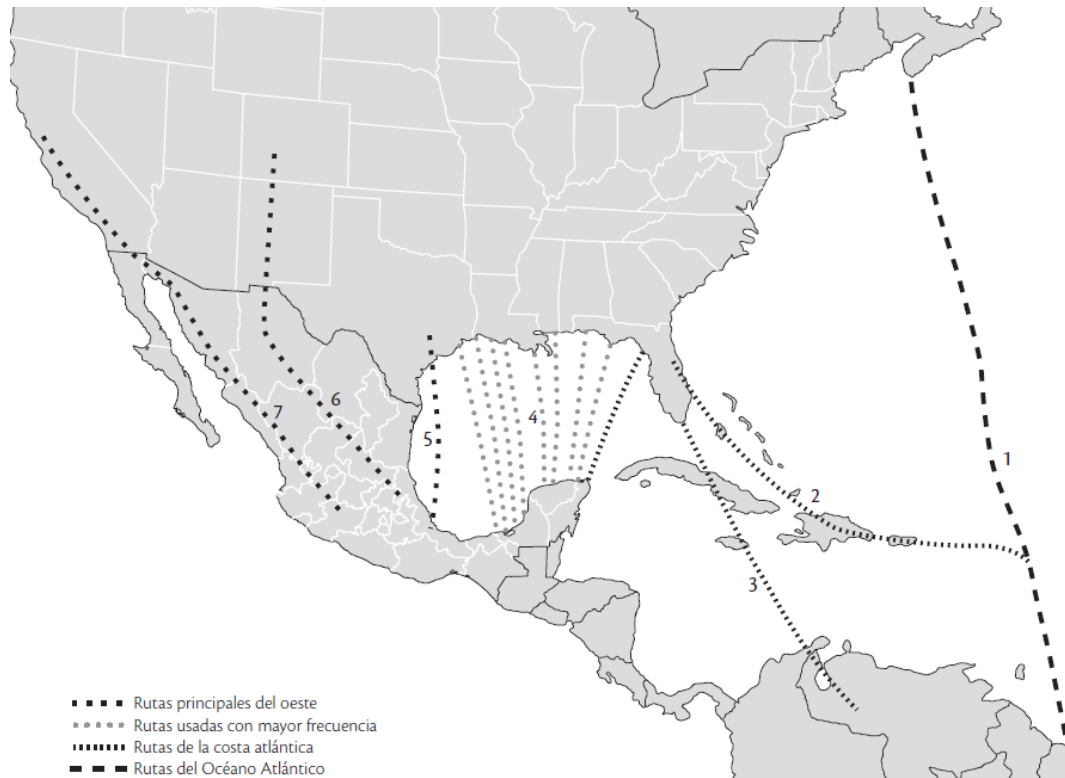 1
2
3
4
5
6
7
Rutas principales del oeste
Rutas usadas con mayor frecuencia
Rutas de la costa atlántica
Rutas del Océano Atlántico